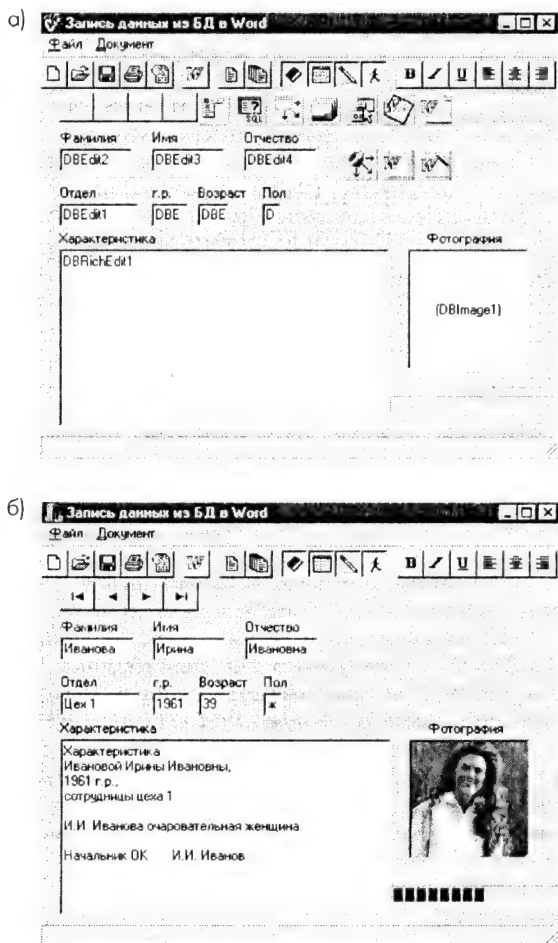 а)
Запись данных из БД в Word
Файл Документ
B I U
SQL
Фамилия Имя Отчество
DBEdit2 DBEdit3 DBEdit4
Отдел г.р. Возраст Пол
DBEdit1 DBE DBE D
Характеристика Фотография
DBRichEdit1
(DBImage1)
б)
Запись данных из БД в Word
Файл Документ
B I U
Фамилия Имя Отчество
Иванова Ирина Ивановна
Отдел г.р. Возраст Пол
Цех 1 1961 39 ж
Характеристика Фотография
Характеристика
Ивановой Ирины Ивановны,
1961 г.р.,
сотрудницы цеха 1
И.И. Иванова очаровательная женщина
Начальник ОК И.И. Иванов